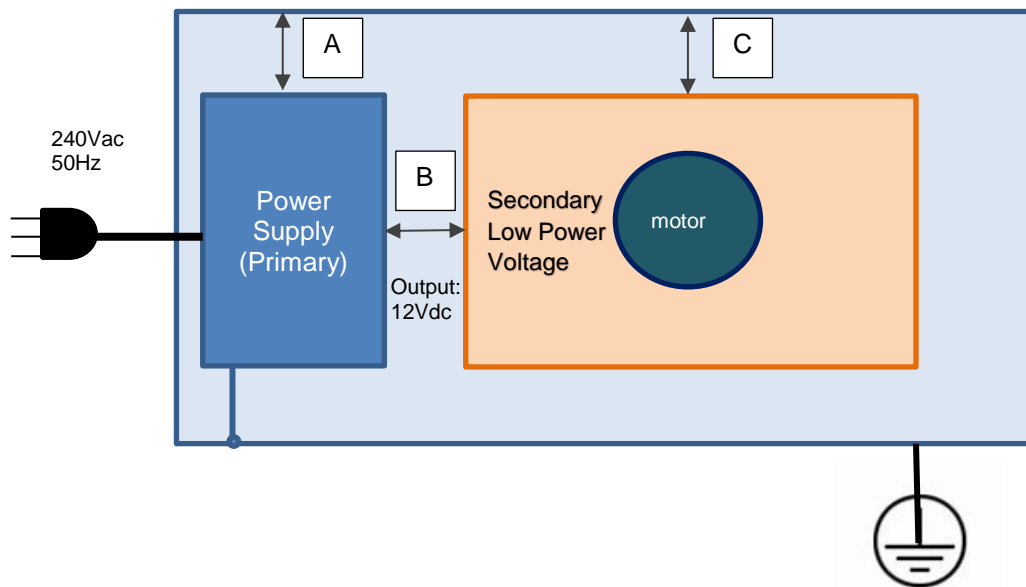 A
C
240Vac
50Hz
B
Power
Supply
(Primary)
Secondary
Low Power
Voltage
motor
Output:
12Vdc